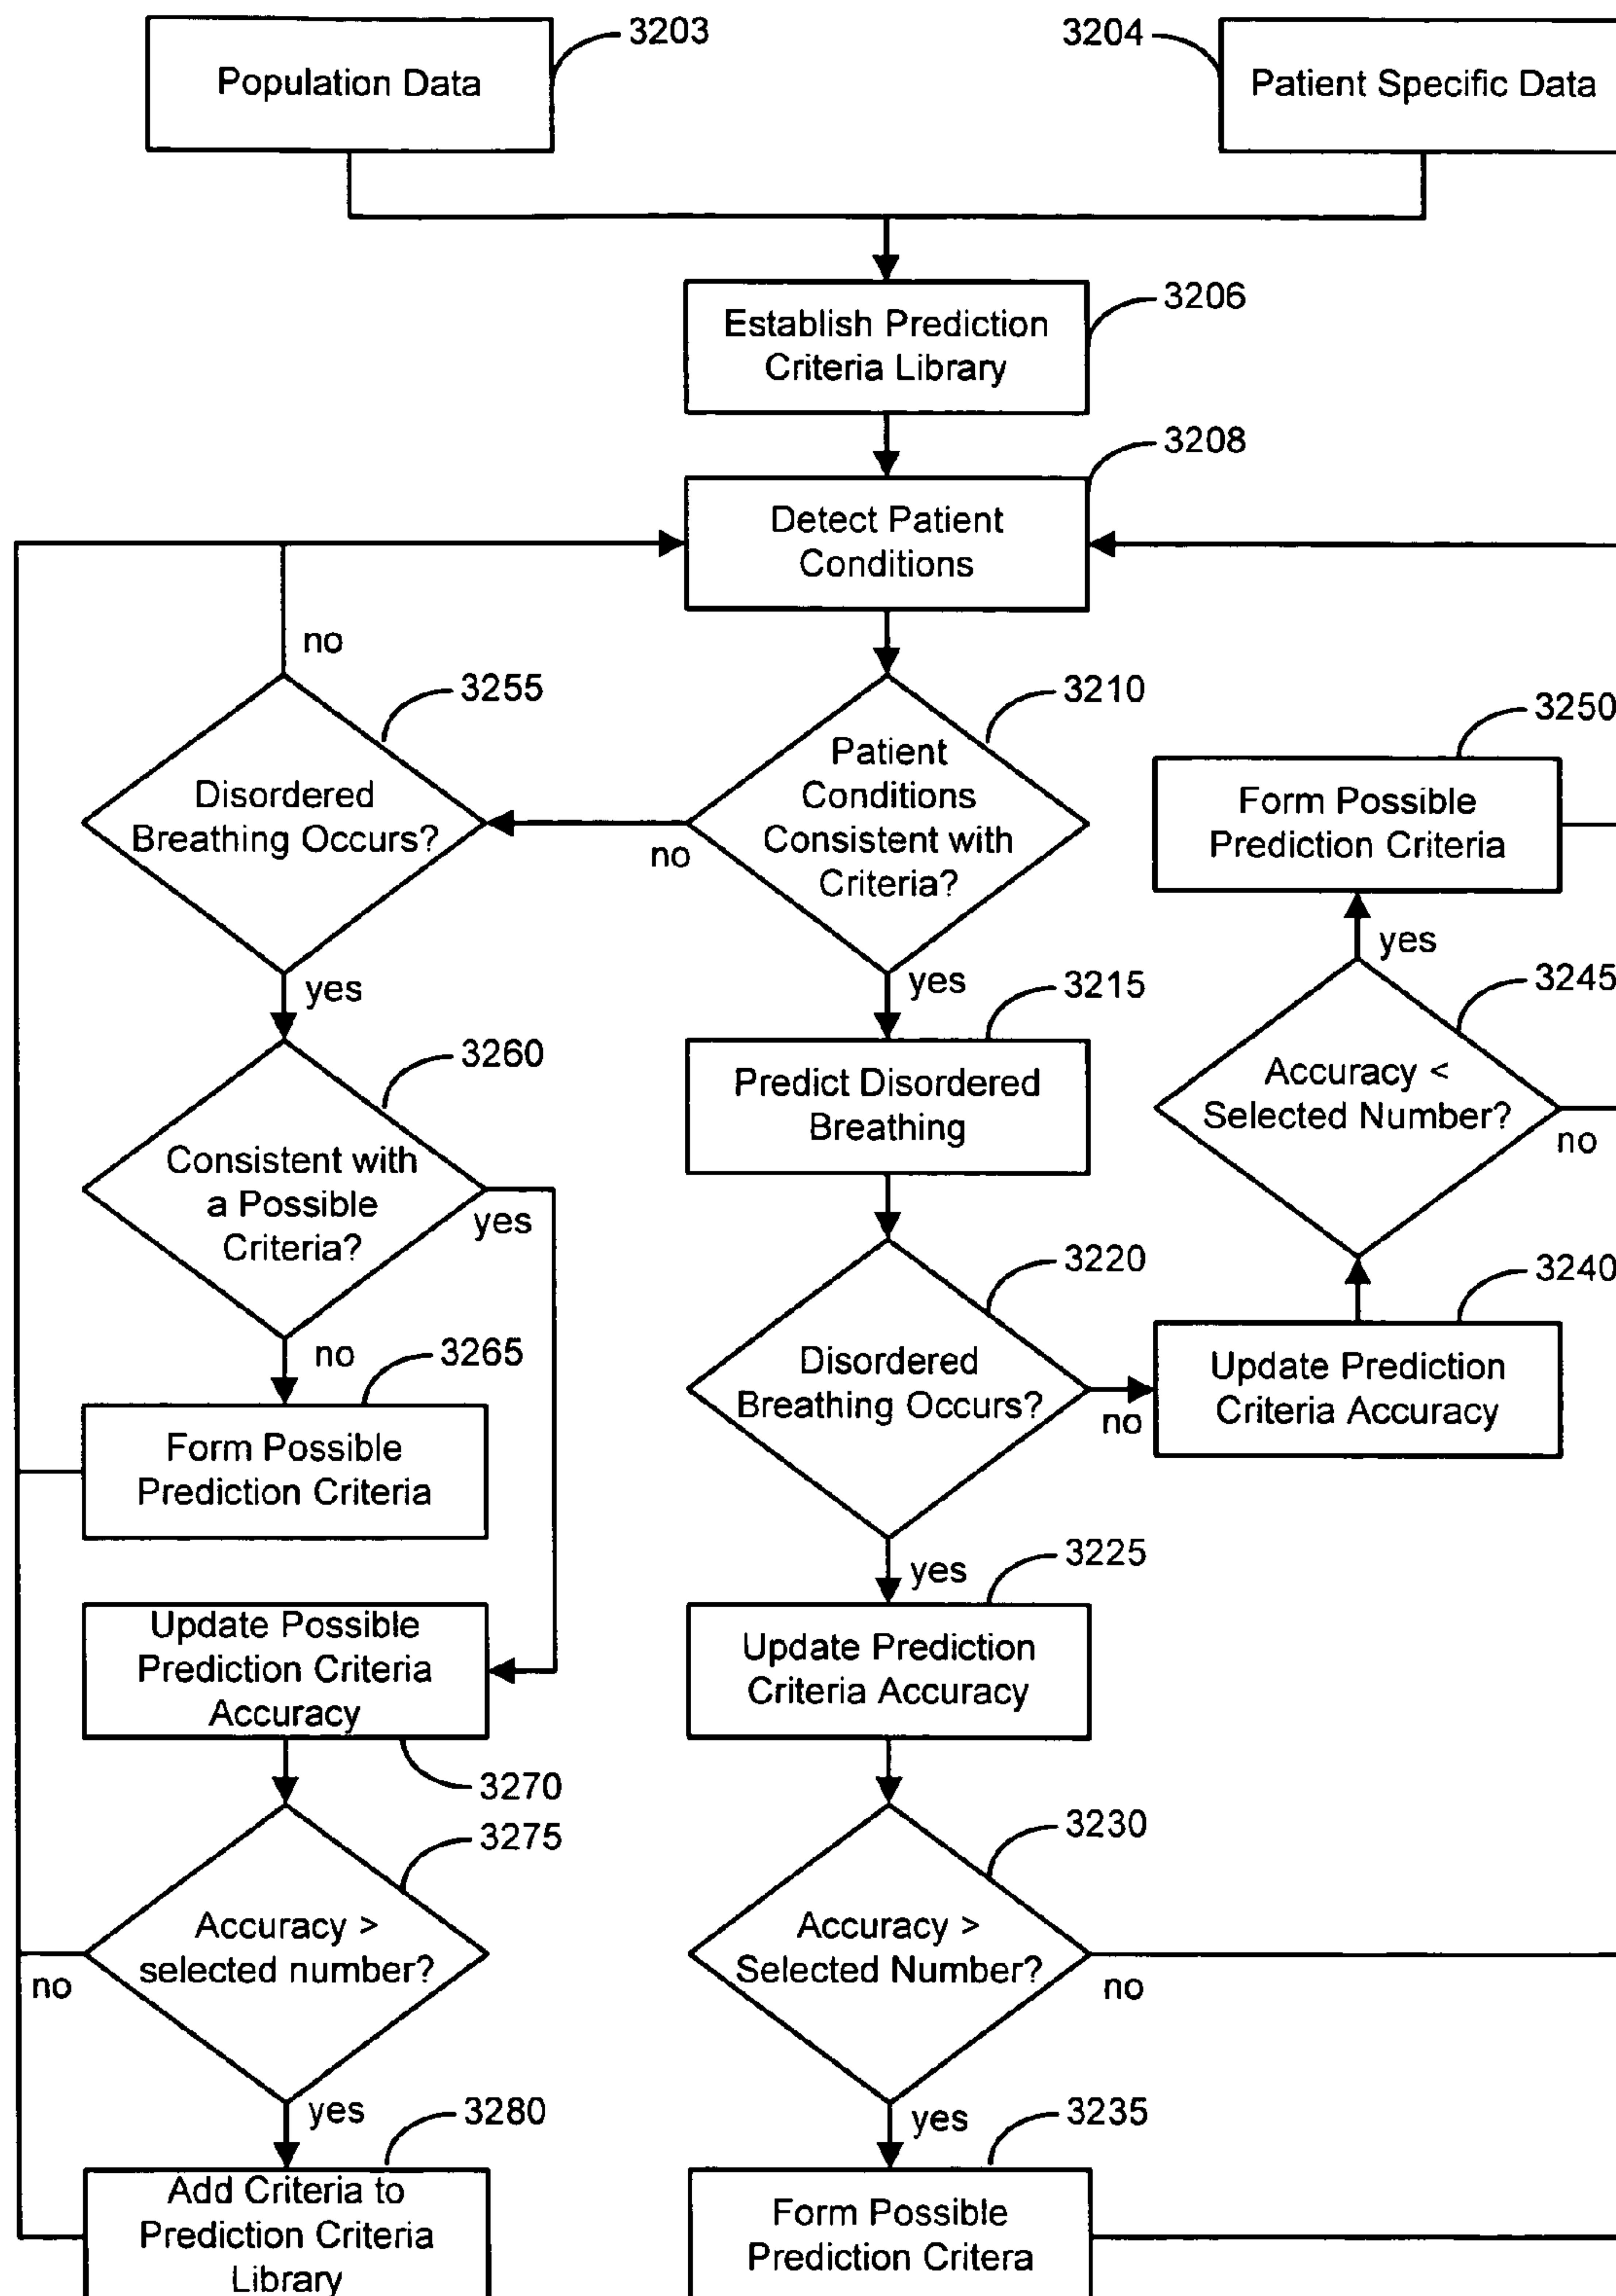 3203
Population Data
3204
Patient Specific Data
3206
Establish Prediction
Criteria Library
3208
Detect Patient
Conditions
no
3255
Disordered
Breathing Occurs?
no
3210
Patient
Conditions
Consistent with
Criteria?
3250
Form Possible
Prediction Criteria
yes
yes
yes
3215
Predict Disordered
Breathing
3245
Accuracy <
Selected Number?
no
3260
Consistent with
a Possible
Criteria?
yes
no
3220
Disordered
Breathing Occurs?
no
3240
Update Prediction
Criteria Accuracy
3265
Form Possible
Prediction Criteria
yes
3225
Update Prediction
Criteria Accuracy
Update Possible
Prediction Criteria
Accuracy
3270
3275
Accuracy >
selected number?
no
3230
Accuracy >
Selected Number?
no
yes
3280
Add Criteria to
Prediction Criteria
Library
yes
3235
Form Possible
Prediction Critera